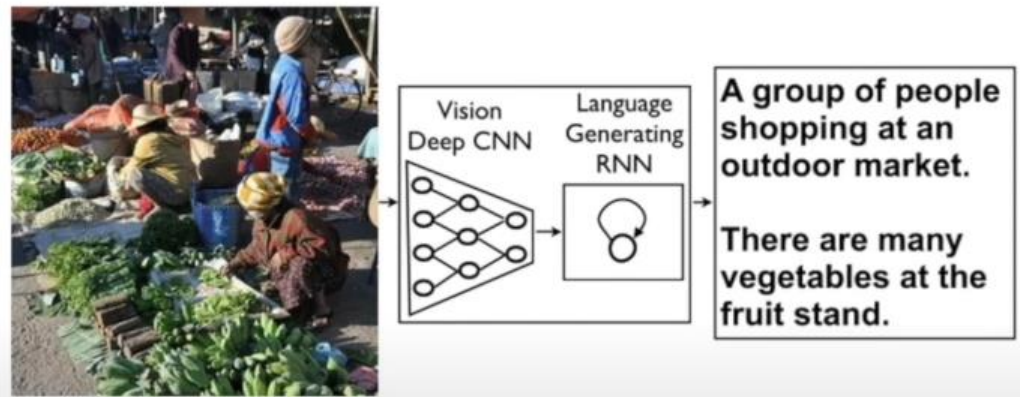 Vision
Deep CNN
Language
Generating
RNN
A group of people
shopping at an
outdoor market.
There are many
vegetables at the
fruit stand.